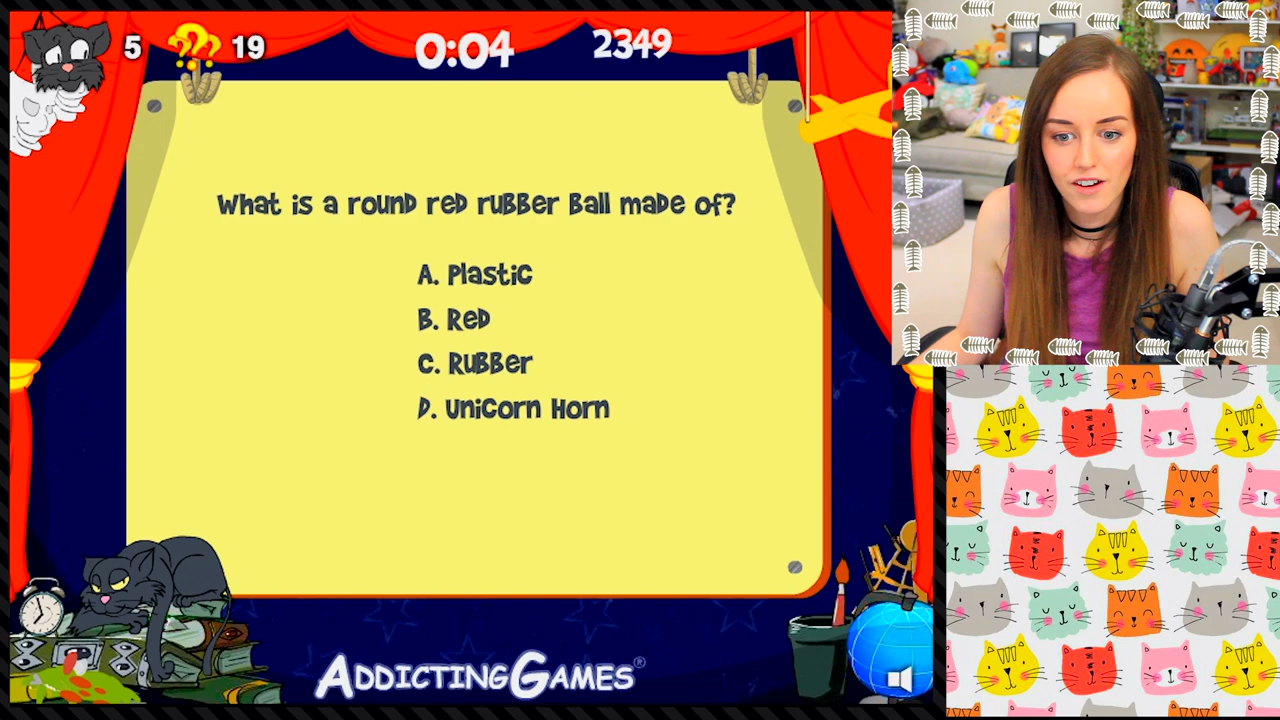 5 ??? 19 0:04 2349
What is a round red rubber ball made of?
A. Plastic
B. Red
C. Rubber
D. Unicorn Horn
AddictingGames®